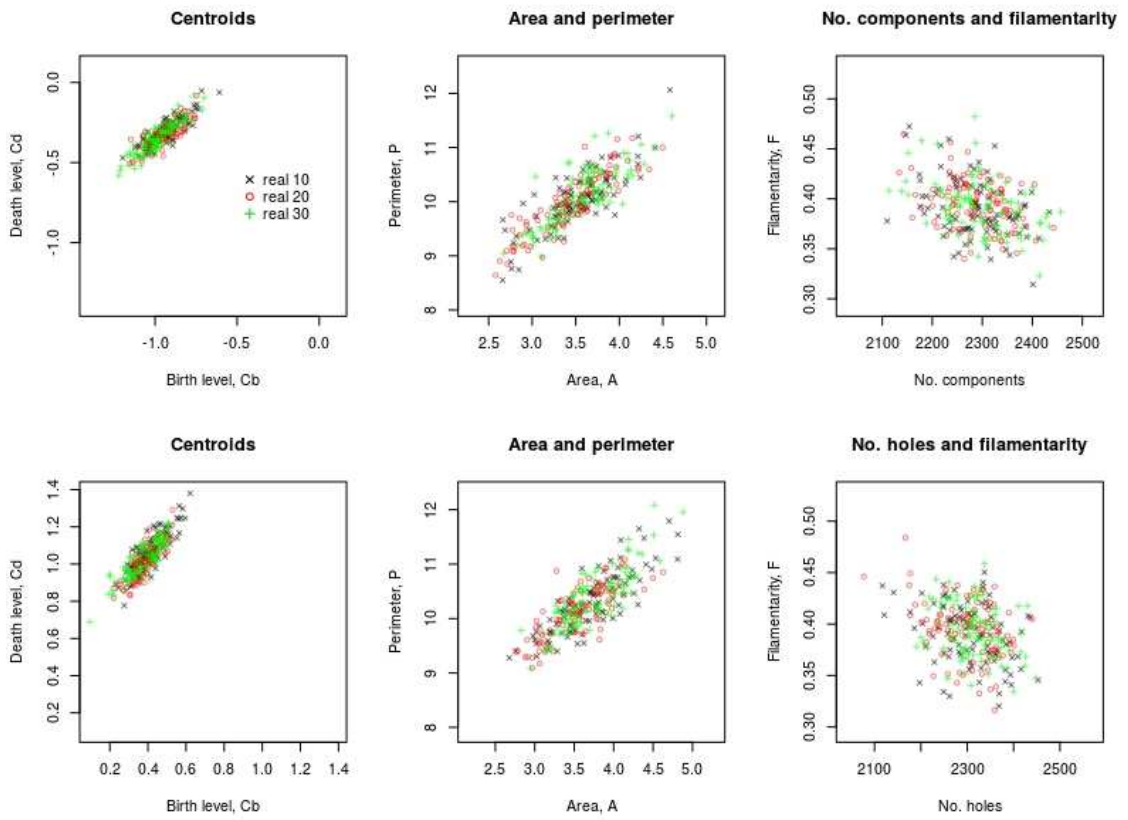 Centroids
Area and perimeter
No. components and filamentarity
Death level, Cd
0.0
-0.5
-1.0
real 10
real 20
real 30
-1.0 -0.5 0.0
Birth level, Cb
Perimeter, P
12
11
10
9
8
2.5 3.0 3.5 4.0 4.5 5.0
Area, A
Filamentarity, F
0.50
0.45
0.40
0.35
0.30
2100 2200 2300 2400 2500
No. components
Centroids
Area and perimeter
No. holes and filamentarity
Death level, Cd
1.4
1.2
1.0
0.8
0.6
0.4
0.2
0.2 0.4 0.6 0.8 1.0 1.2 1.4
Birth level, Cb
Perimeter, P
12
11
10
9
8
2.5 3.0 3.5 4.0 4.5 5.0
Area, A
Filamentarity, F
0.50
0.45
0.40
0.35
0.30
2100 2300 2500
No. holes